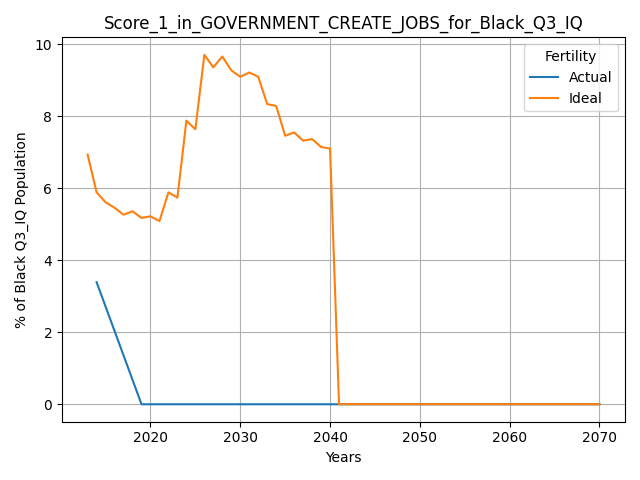 Score_1_in_GOVERNMENT_CREATE_JOBS_for_Black_Q3_IQ
Fertility
Actual
Ideal
% of Black Q3_IQ Population
10
8
6
4
2
0
2020 2030 2040 2050 2060 2070
Years